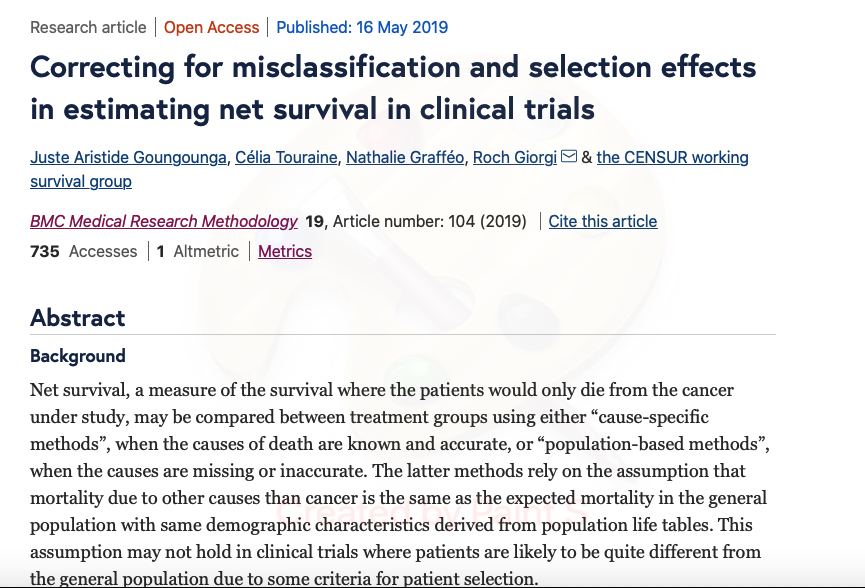 Research article | Open Access | Published: 16 May 2019
Correcting for misclassification and selection effects
in estimating net survival in clinical trials
Juste Aristide Goungounga, Célia Touraine, Nathalie Grafféo, Roch Giorgi & the CENSUR working
survival group
BMC Medical Research Methodology 19, Article number: 104 (2019) | Cite this article
735 Accesses | 1 Altmetric | Metrics
Abstract
Background
Net survival, a measure of the survival where the patients would only die from the cancer
under study, may be compared between treatment groups using either “cause-specific
methods”, when the causes of death are known and accurate, or “population-based methods”,
when the causes are missing or inaccurate. The latter methods rely on the assumption that
mortality due to other causes than cancer is the same as the expected mortality in the general
Created by Paint S
population with same demographic characteristics derived from population life tables. This
assumption may not hold in clinical trials where patients are likely to be quite different from
the general population due to some criteria for patient selection.